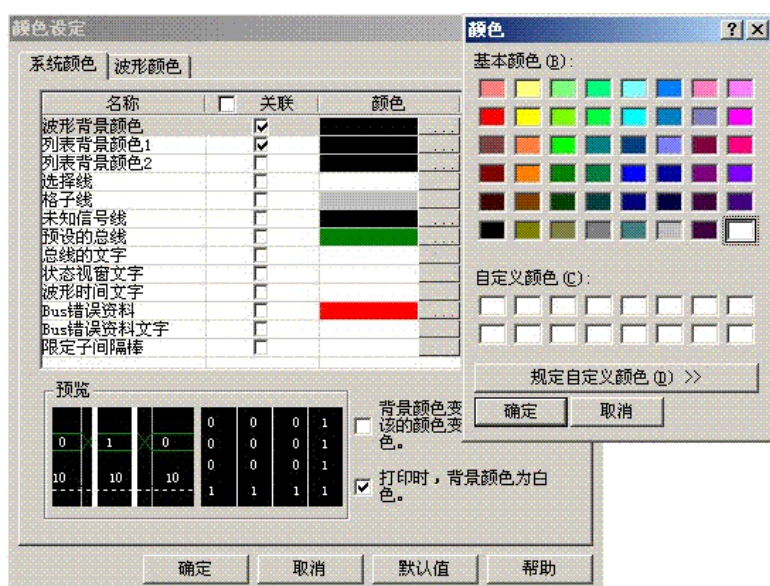 颜色设定
系统颜色 波形颜色
名称 关联 颜色
波形背景颜色
列表背景颜色1
列表背景颜色2
选择线
格子线
未知信号线
预设的总线
总线的文字
状态视窗文字
波形时间文字
Bus错误资料
Bus错误资料文字
限定子间隔棒
预览
0 1 0 0 0 0 1
0 0 0 1
0 0 0 1
10 10 10 1 1 1 1
背景颜色变
该的颜色变
色。
打印时，背景颜色为白
色。
确定 取消 默认值 帮助
颜色
基本颜色(B):
自定义颜色(C):
规定自定义颜色(D) >>
确定 取消